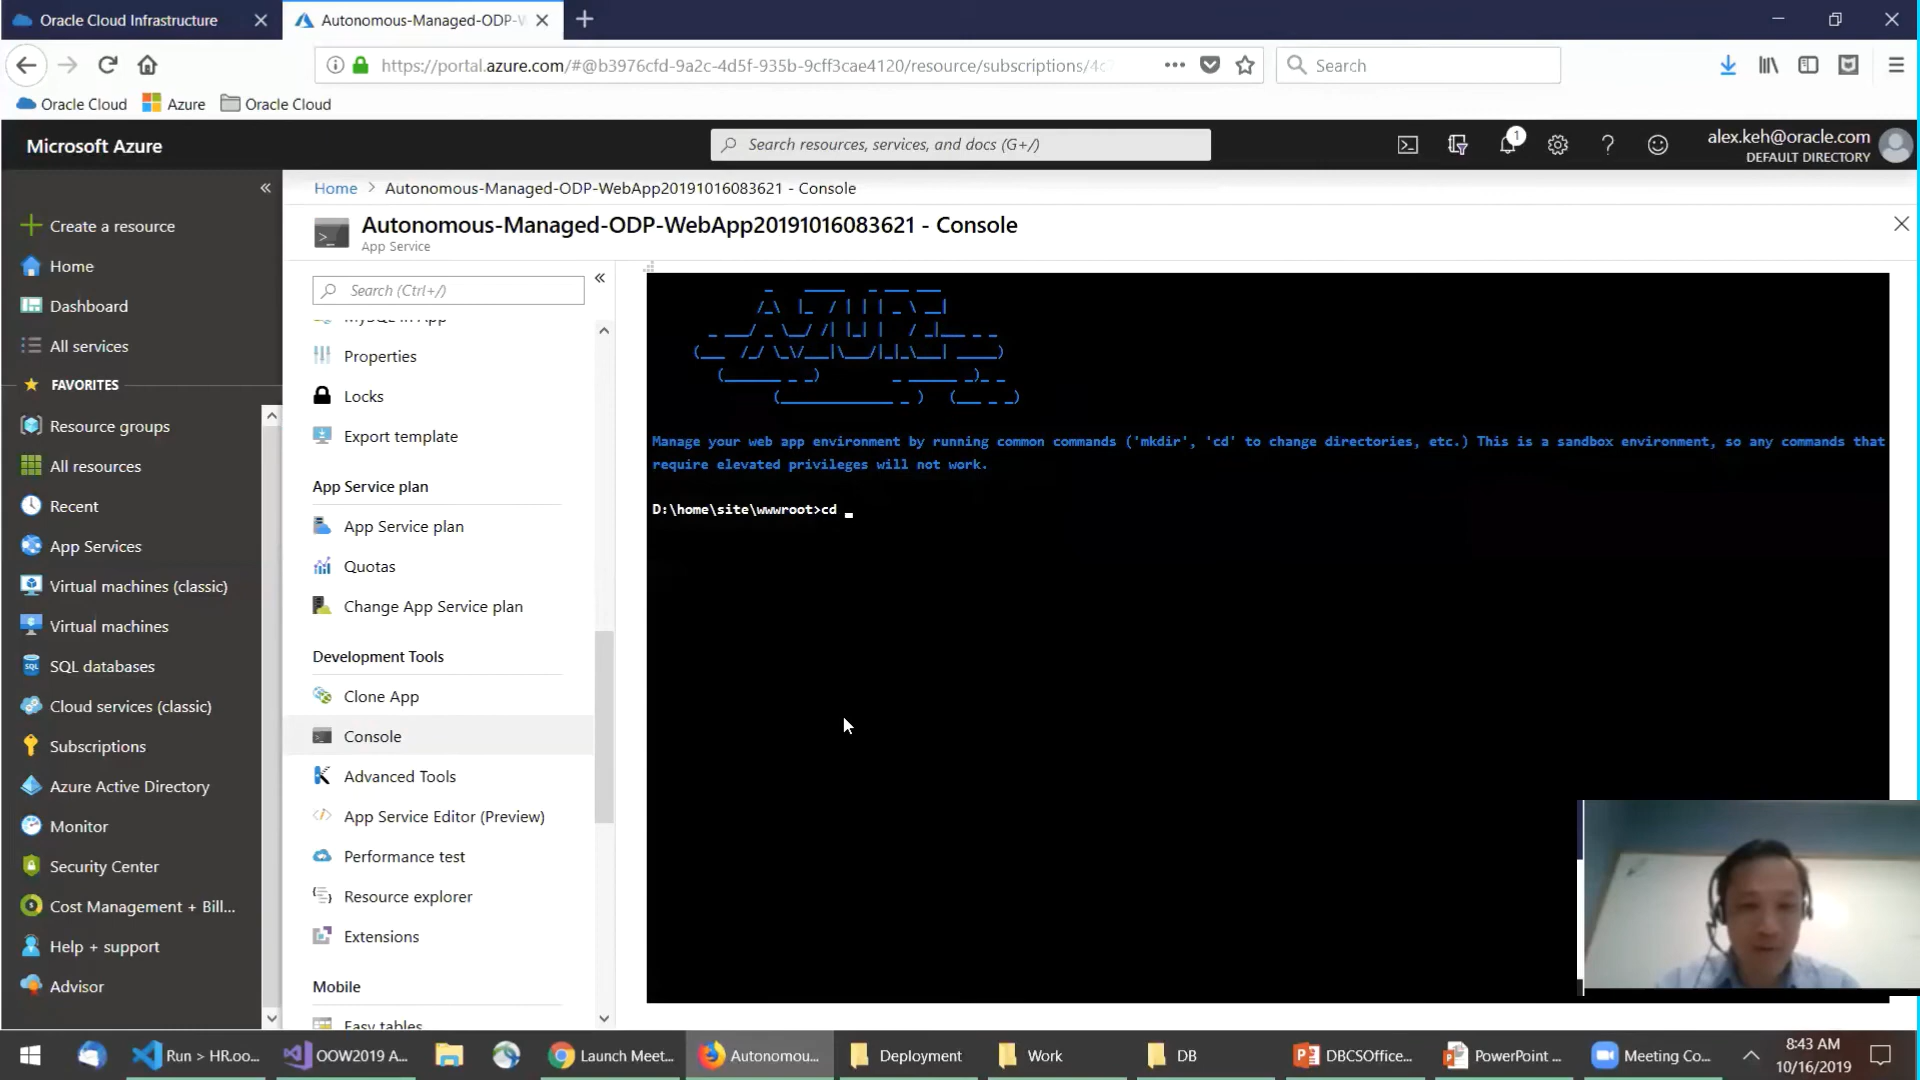 Oracle Cloud Infrastructure
Autonomous-Managed-ODP-W
https://portal.azure.com/#@b3976cfd-9a2c-4d5f-935b-9cff3cae4120/resource/subscriptions/4c
Search
Oracle Cloud
Azure
Oracle Cloud
Microsoft Azure
Search resources, services, and docs (G+/)
1
alex.keh@oracle.com
DEFAULT DIRECTORY
Create a resource
Home
Dashboard
All services
FAVORITES
Resource groups
All resources
Recent
App Services
Virtual machines (classic)
Virtual machines
SQL databases
Cloud services (classic)
Subscriptions
Azure Active Directory
Monitor
Security Center
Cost Management + Bill...
Help + support
Advisor
Home > Autonomous-Managed-ODP-WebApp20191016083621 - Console
Autonomous-Managed-ODP-WebApp20191016083621 - Console
App Service
Search (Ctrl+/)
MySQL In App
Properties
Locks
Export template
App Service plan
App Service plan
Quotas
Change App Service plan
Development Tools
Clone App
Console
Advanced Tools
App Service Editor (Preview)
Performance test
Resource explorer
Extensions
Mobile
Easy tables
AZURE
Manage your web app environment by running common commands ('mkdir', 'cd' to change directories, etc.) This is a sandbox environment, so any commands that
require elevated privileges will not work.
D:\home\site\wwwroot>cd _
Run > HR.oo...
OOW2019 A...
Launch Meet...
Autonomou...
Deployment
Work
DB
DBCSOffice...
PowerPoint ...
Meeting Co...
8:43 AM
10/16/2019